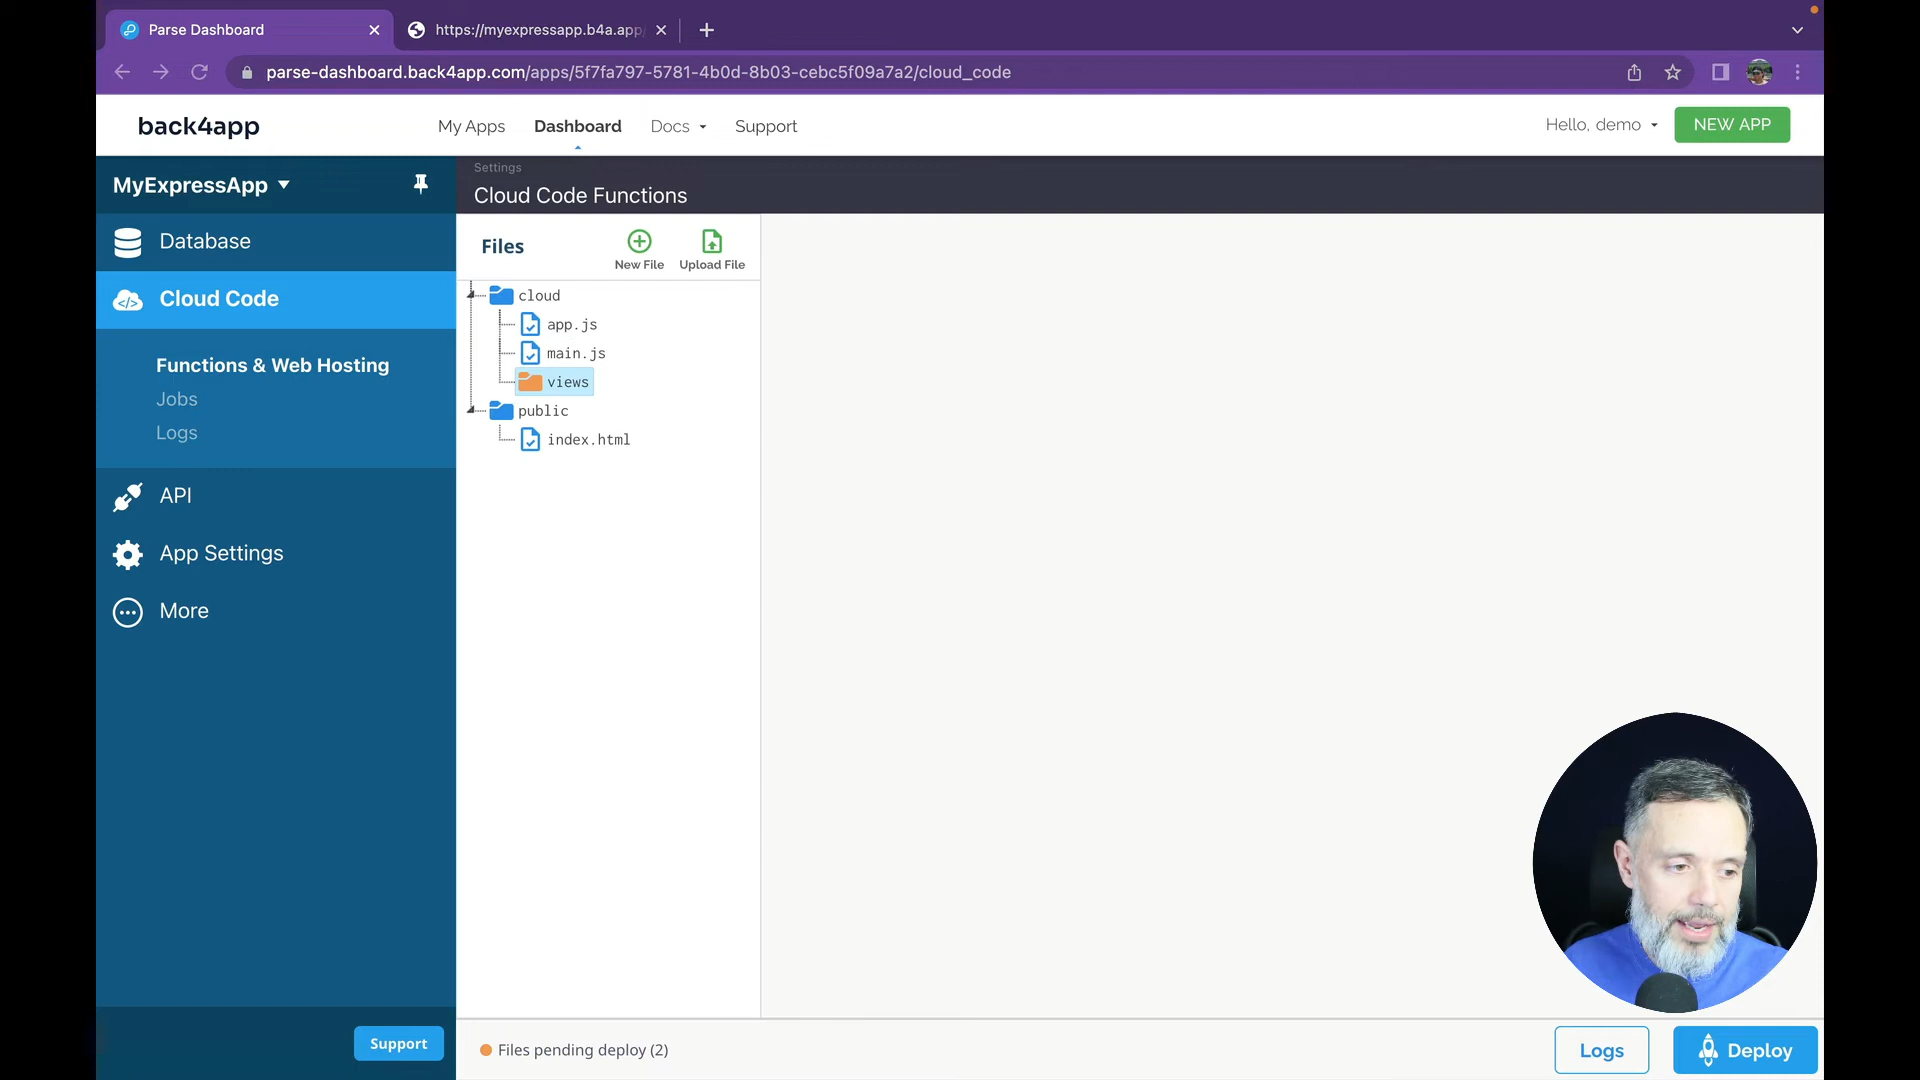 Parse Dashboard
https://myexpressapp.b4a.app/
parse-dashboard.back4app.com/apps/5f7fa797-5781-4b0d-8b03-cebc5f09a7a2/cloud_code
back4app
My Apps
Dashboard
Docs
Support
Hello, demo
NEW APP
MyExpressApp
Settings
Cloud Code Functions
Database
Cloud Code
Functions & Web Hosting
Jobs
Logs
API
App Settings
More
Support
Files
New File
Upload File
cloud
app.js
main.js
views
public
index.html
Files pending deploy (2)
Logs
Deploy